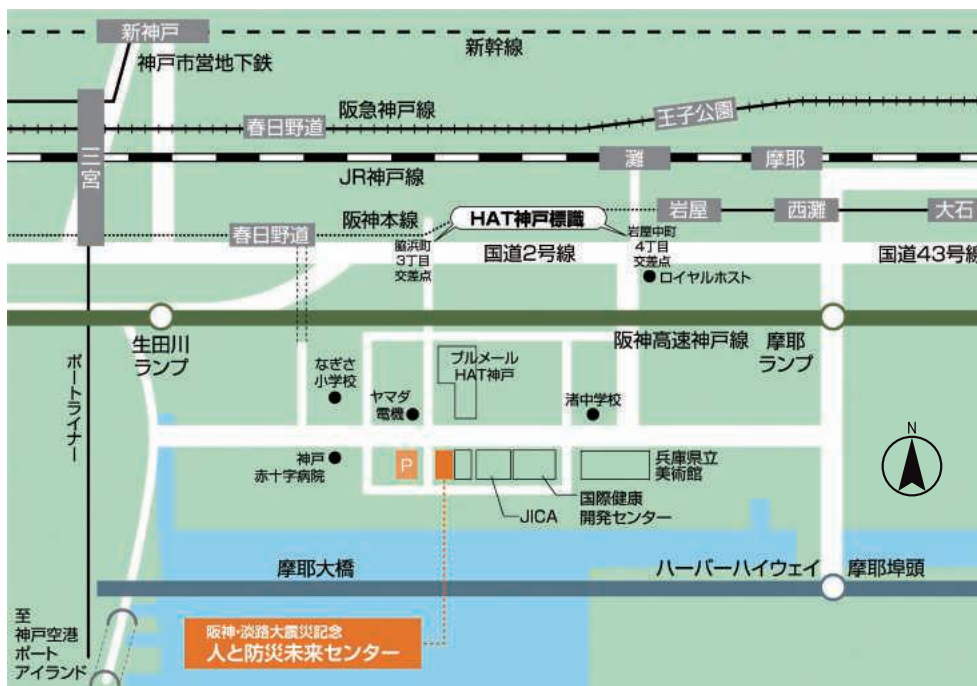 新神戸
新幹線
神戸市営地下鉄
阪急神戸線
王子公園
春日野道
三宮
灘
摩耶
JR神戸線
阪神本線
HAT神戸標識
岩屋
西灘
大石
春日野道
脇浜町
3丁目
交差点
国道2号線
岩屋中町
4丁目
交差点
国道43号線
ロイヤルホスト
生田川
ランプ
阪神高速神戸線
摩耶
ランプ
ポートライナー
なぎさ
小学校
ブルメール
HAT神戸
ヤマダ
電機
渚中学校
N
神戸
赤十字病院
P
兵庫県立
美術館
国際健康
開発センター
JICA
摩耶大橋
ハーバーハイウェイ
摩耶埠頭
至
神戸空港
ポート
アイランド
阪神・淡路大震災記念
人と防災未来センター